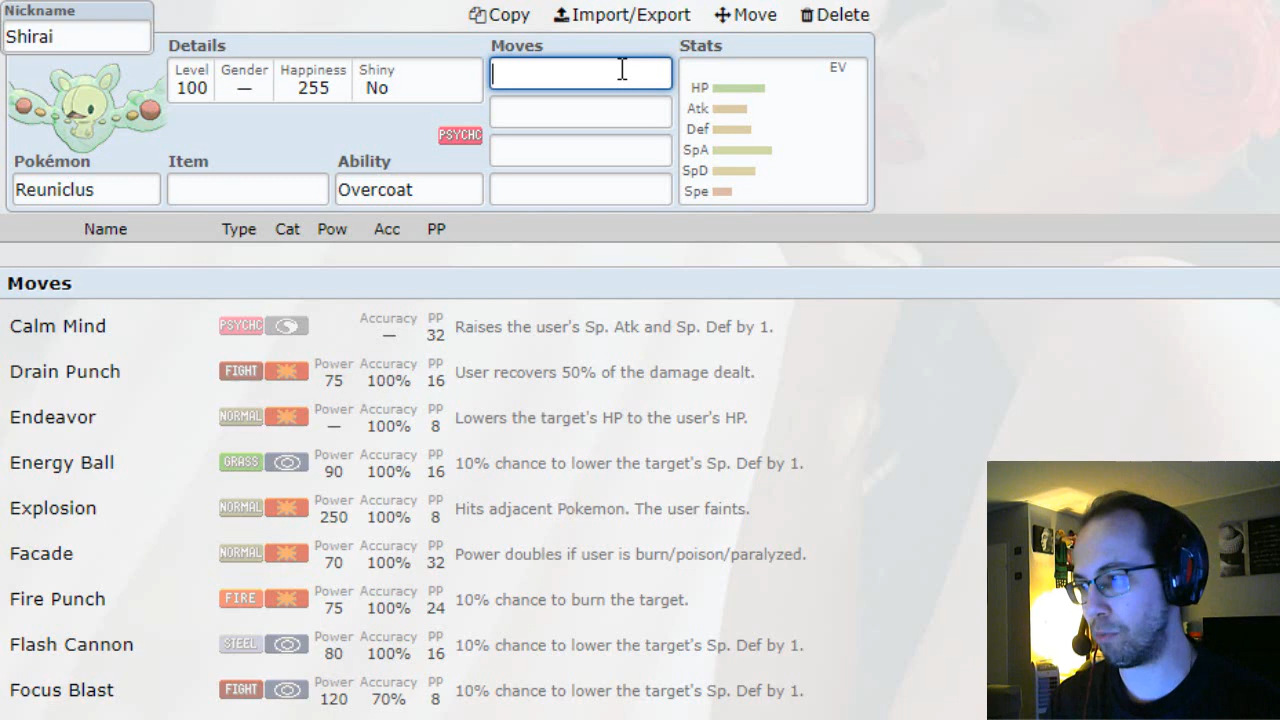 Nickname
Shirai
Copy Import/Export Move Delete
Details Moves Stats
Level Gender Happiness Shiny
100 — 255 No
EV
HP
Atk
Def
SpA
SpD
Spe
PSYCHC
Pokémon Item Ability
Reuniclus Overcoat
Name Type Cat Pow Acc PP
Moves
Calm Mind PSYCHC Accuracy — PP 32 Raises the user's Sp. Atk and Sp. Def by 1.
Drain Punch FIGHT Power 75 Accuracy 100% PP 16 User recovers 50% of the damage dealt.
Endeavor NORMAL Power — Accuracy 100% PP 8 Lowers the target's HP to the user's HP.
Energy Ball GRASS Power 90 Accuracy 100% PP 16 10% chance to lower the target's Sp. Def by 1.
Explosion NORMAL Power 250 Accuracy 100% PP 8 Hits adjacent Pokemon. The user faints.
Facade NORMAL Power 70 Accuracy 100% PP 32 Power doubles if user is burn/poison/paralyzed.
Fire Punch FIRE Power 75 Accuracy 100% PP 24 10% chance to burn the target.
Flash Cannon STEEL Power 80 Accuracy 100% PP 16 10% chance to lower the target's Sp. Def by 1.
Focus Blast FIGHT Power 120 Accuracy 70% PP 8 10% chance to lower the target's Sp. Def by 1.